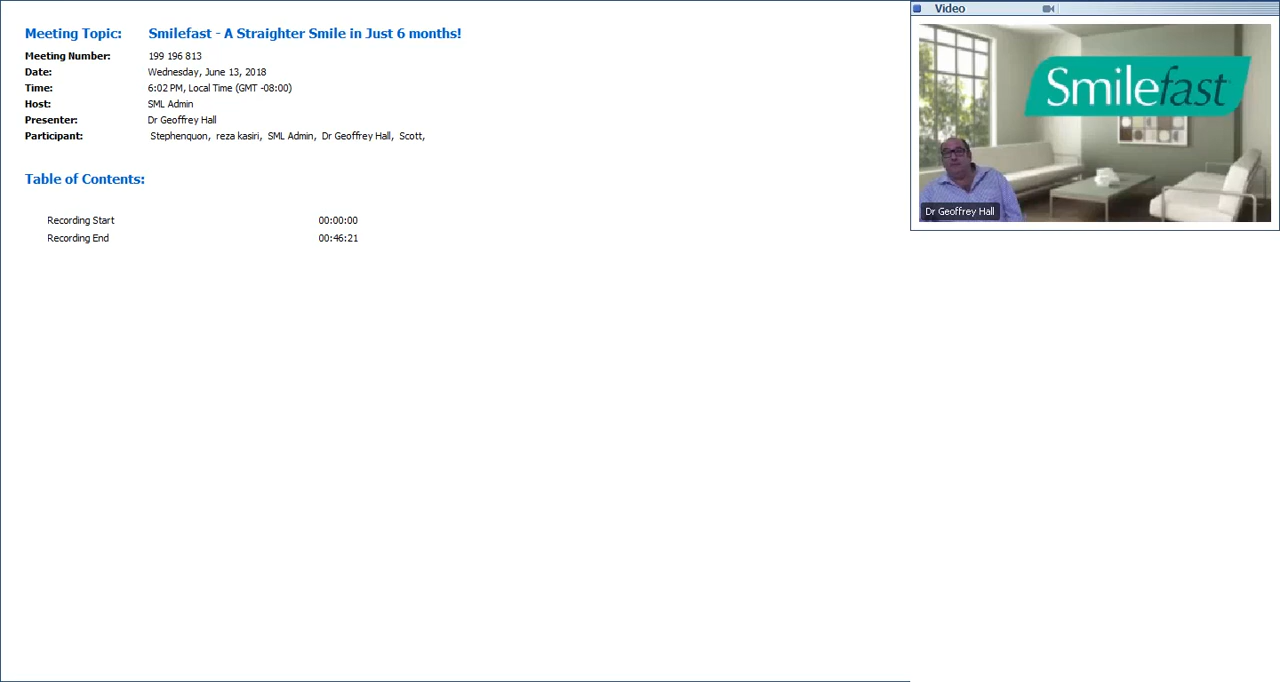 Meeting Topic: Smilefast - A Straighter Smile in Just 6 months!
Meeting Number: 199 196 813
Date: Wednesday, June 13, 2018
Time: 6:02 PM, Local Time (GMT -08:00)
Host: SML Admin
Presenter: Dr Geoffrey Hall
Participant: Stephenquon, reza kasiri, SML Admin, Dr Geoffrey Hall, Scott,
Table of Contents:
Recording Start 00:00:00
Recording End 00:46:21
Video
Smilefast
Dr Geoffrey Hall